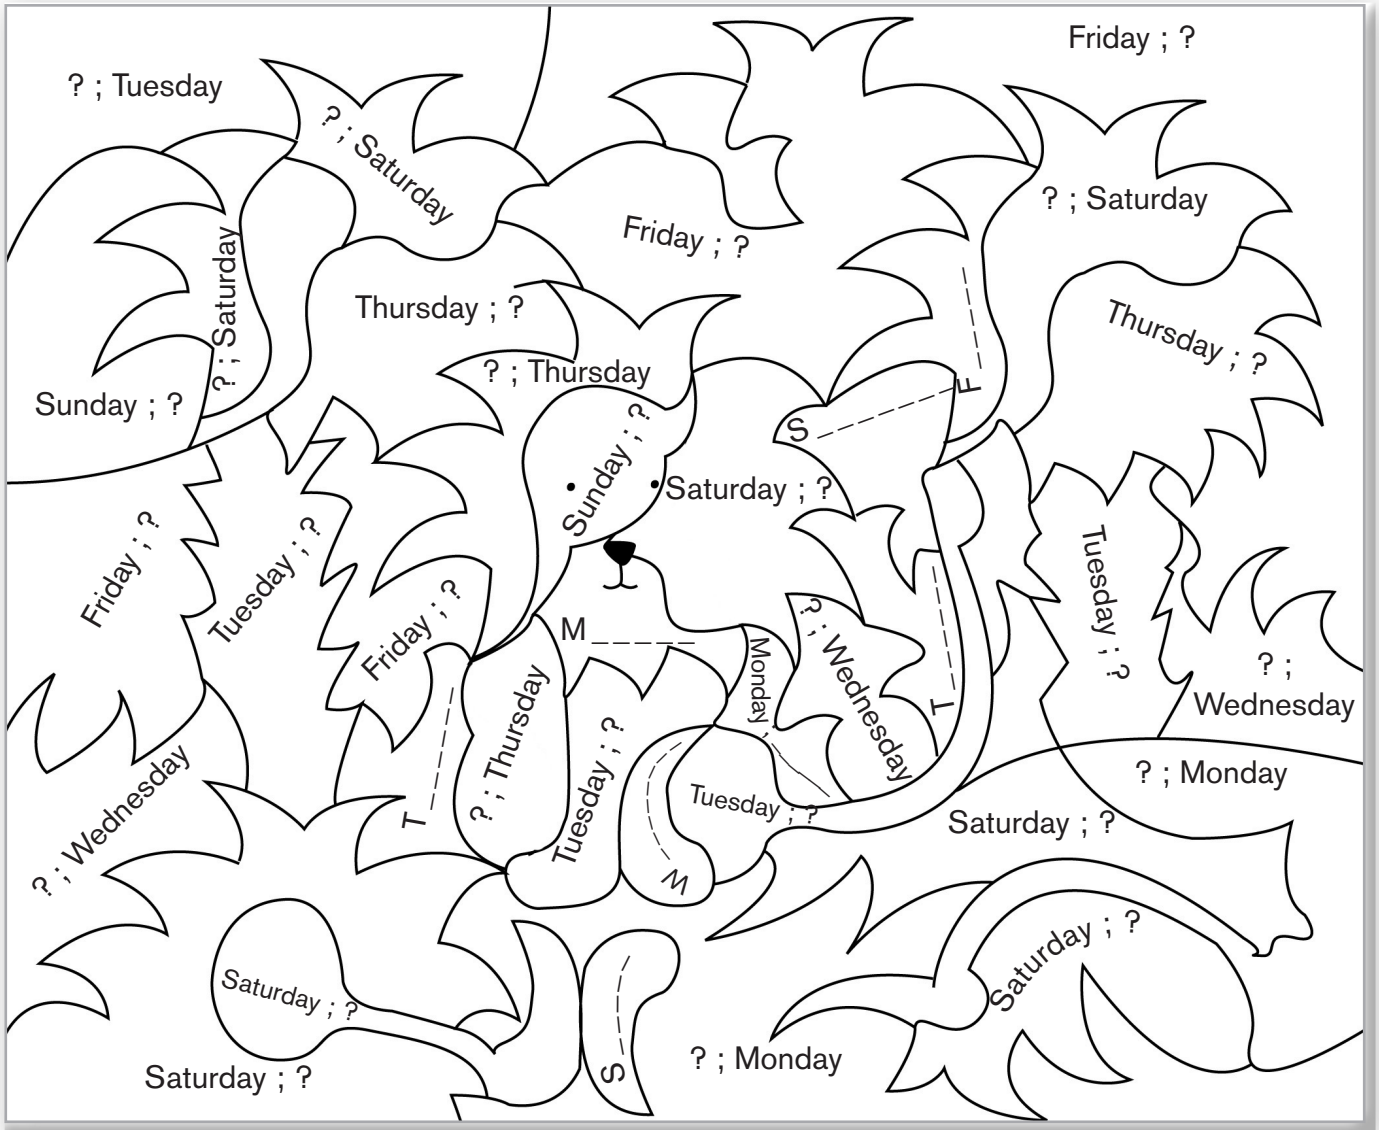 Friday ; ?
? ; Tuesday
? ; Saturday
? ; Saturday
Friday ; ?
? ; Saturday
Thursday ; ?
Thursday ; ?
? ; Thursday
F _ _ _ _ _
Sunday ; ?
Sunday ; ?
S _ _ _ _ _ _ _
Saturday ; ?
Friday ; ?
Tuesday ; ?
Tuesday ; ?
Friday ; ?
M _ _ _ _ _
? ; Wednesday
Monday ;
T _ _ _ _ _ _
? ;
Wednesday
? ; Thursday
T _ _ _ _ _ _
Tuesday ; ?
? ; Monday
? ; Wednesday
Tuesday ; ?
Saturday ; ?
W _ _ _ _ _ _ _ _
Saturday ; ?
Saturday ; ?
S _ _ _ _ _
? ; Monday
Saturday ; ?